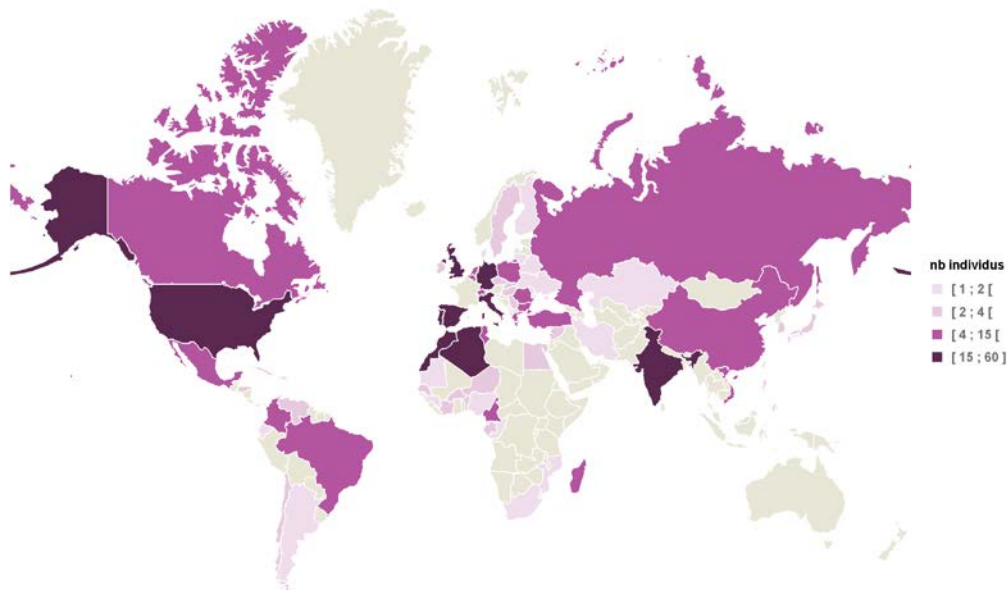 nb individus
[ 1 ; 2 [
[ 2 ; 4 [
[ 4 ; 15 [
[ 15 ; 60 ]